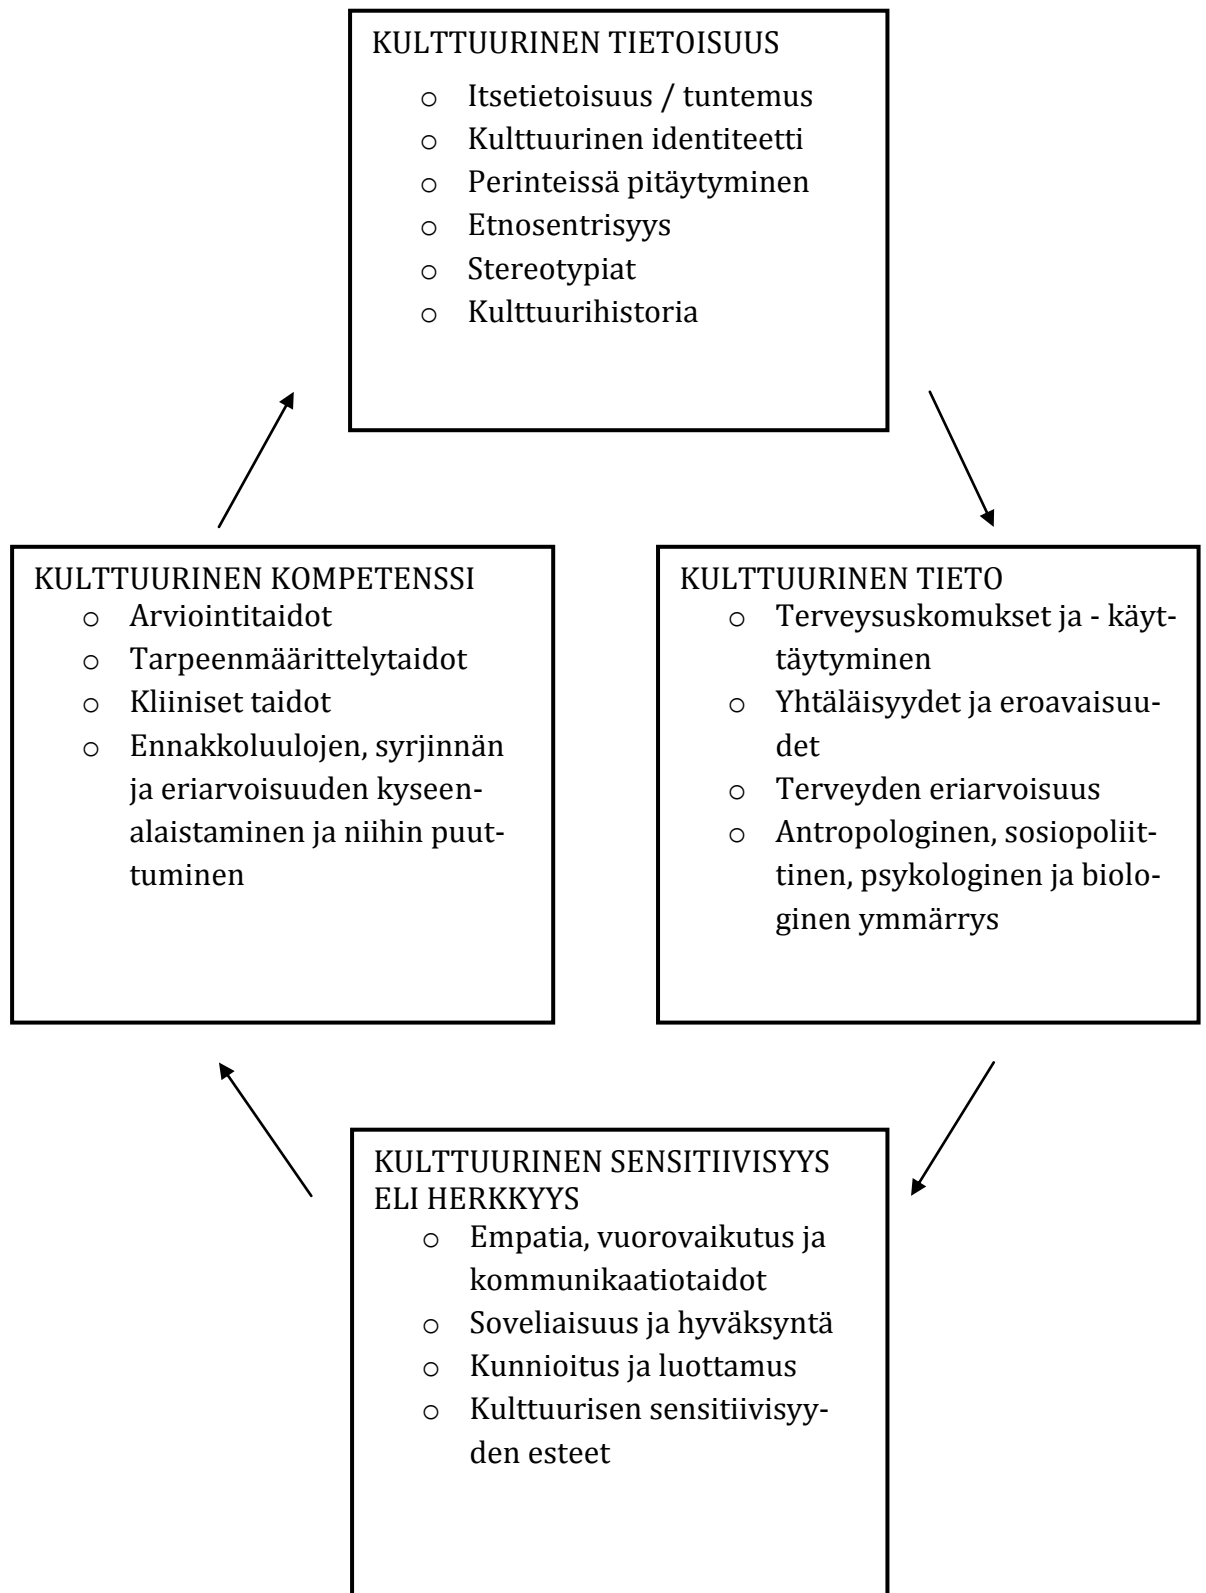 KULTTUURINEN TIETOISUUS
o Itsetietoisuus / tuntemus
o Kulttuurinen identiteetti
o Perinteissä pitäytyminen
o Etnosentrisyys
o Stereotypiat
o Kulttuurihistoria
KULTTUURINEN KOMPETENSSI
o Arviointitaidot
o Tarpeenmäärittelytaidot
o Kliiniset taidot
o Ennakkoluulojen, syrjinnän
ja eriarvoisuuden kyseen-
alaistaminen ja niihin puut-
tuminen
KULTTUURINEN TIETO
o Terveysuskomukset ja - käyt-
täytyminen
o Yhtäläisyydet ja eroavaisuu-
det
o Terveyden eriarvoisuus
o Antropologinen, sosiopoliit-
tinen, psykologinen ja biolo-
ginen ymmärrys
KULTTUURINEN SENSITIIVISYYS
ELI HERKKYYS
o Empatia, vuorovaikutus ja
kommunikaatiotaidot
o Soveliaisuus ja hyväksyntä
o Kunnioitus ja luottamus
o Kulttuurisen sensitiivisyy-
den esteet